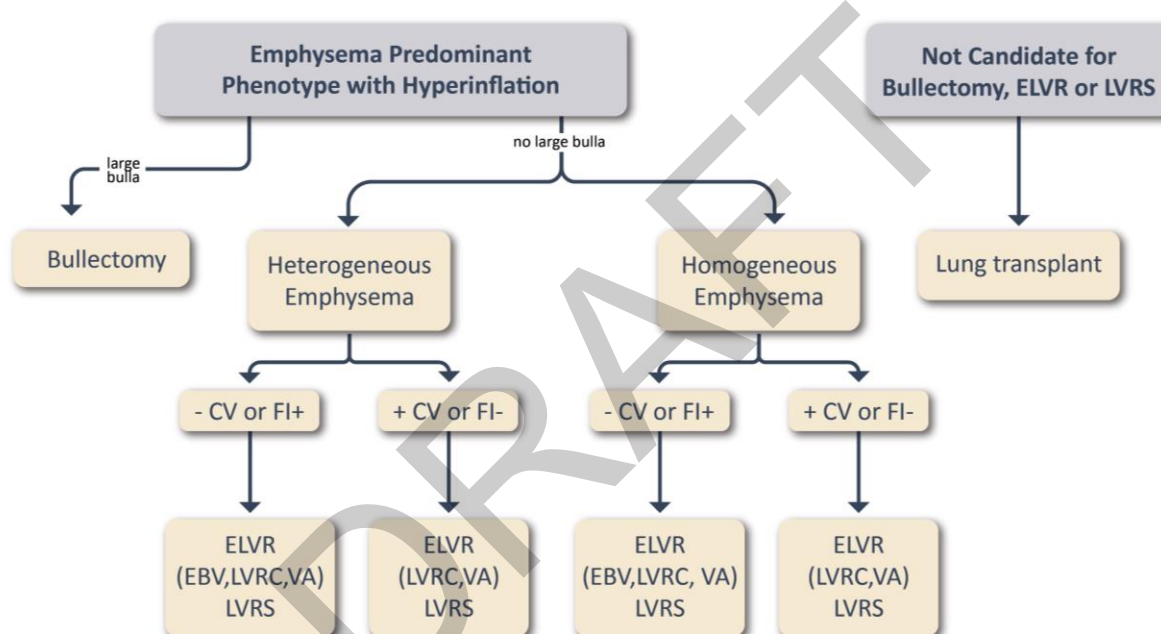 Emphysema Predominant
Phenotype with Hyperinflation
Not Candidate for
Bullectomy, ELVR or LVRS
large
bulla
no large bulla
Bullectomy
Heterogeneous
Emphysema
Homogeneous
Emphysema
Lung transplant
- CV or FI+
+ CV or FI-
- CV or FI+
+ CV or FI-
ELVR
(EBV,LVRC,VA)
LVRS
ELVR
(LVRC,VA)
LVRS
ELVR
(EBV,LVRC, VA)
LVRS
ELVR
(LVRC,VA)
LVRS
DRAFT